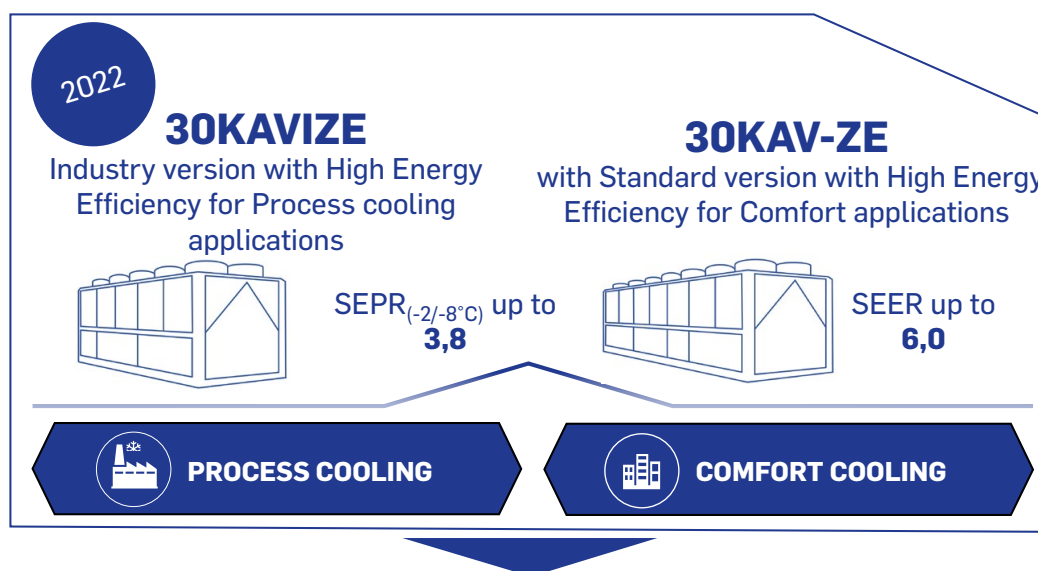 2022
30KAVIZE
Industry version with High Energy
Efficiency for Process cooling
applications
SEPR(-2/-8°C) up to
3,8
30KAV-ZE
with Standard version with High Energy
Efficiency for Comfort applications
SEER up to
6,0
PROCESS COOLING
COMFORT COOLING